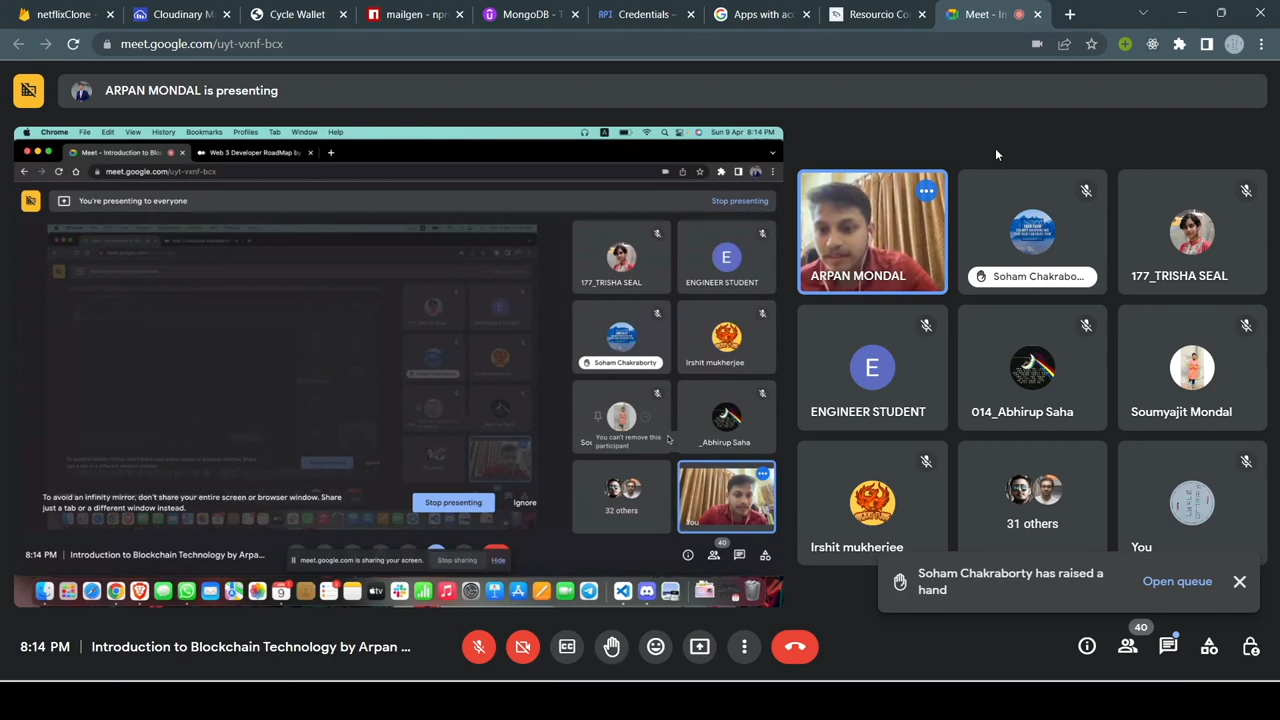 netflixClone
Cloudinary M
Cycle Wallet
mailgen - npm
MongoDB - T
API
Credentials –
Apps with acc
Resourcio Co
Meet - In
meet.google.com/uyt-vxnf-bcx
ARPAN MONDAL is presenting
Chrome File Edit View History Bookmarks Profiles Tab Window Help
A
Sun 9 Apr 8:14 PM
Meet – Introduction to Bloc
Web 3 Developer RoadMap by
meet.google.com/uyt-vxnf-bcx
You're presenting to everyone
Stop presenting
177_TRISHA SEAL
E
ENGINEER STUDENT
Soham Chakraborty
Irshit mukherjee
You can't remove this
participant
_Abhirup Saha
32 others
You
To avoid an infinity mirror, don't share your entire screen or browser window. Share
just a tab or a different window instead.
Stop presenting
Ignore
8:14 PM
Introduction to Blockchain Technology by Arpa...
meet.google.com is sharing your screen.
Stop sharing
Hide
40
ARPAN MONDAL
Soham Chakrabo...
177_TRISHA SEAL
E
ENGINEER STUDENT
014_Abhirup Saha
Soumyajit Mondal
Irshit mukherjee
31 others
You
Soham Chakraborty has raised a
hand
Open queue
8:14 PM
Introduction to Blockchain Technology by Arpan ...
40